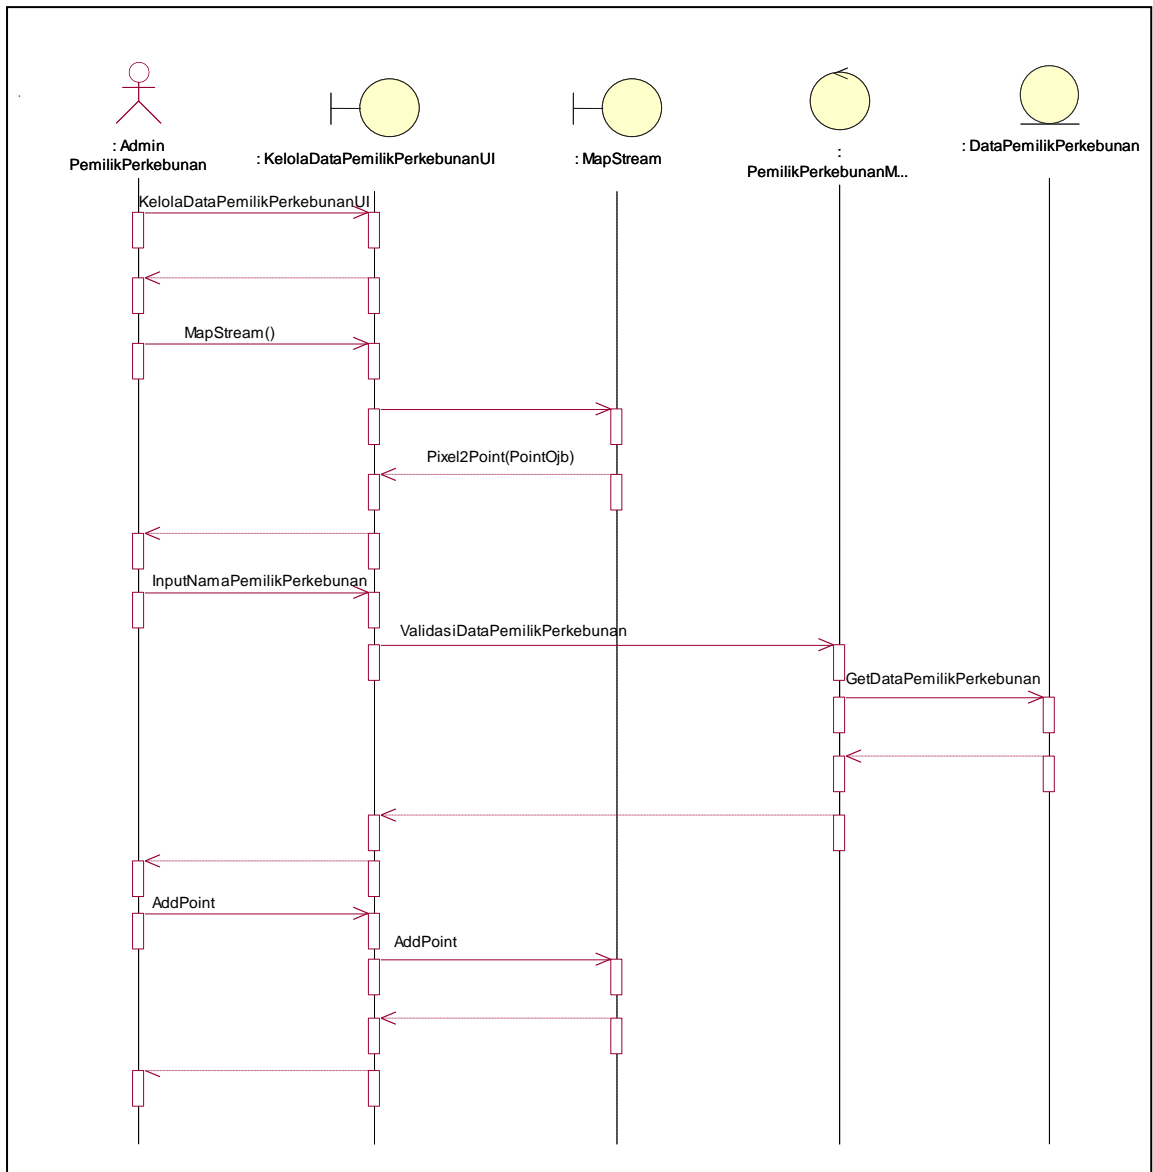 : Admin
PemilikPerkebunan
: KelolaDataPemilikPerkebunanUI
: MapStream
:
PemilikPerkebunanM...
: DataPemilikPerkebunan
KelolaDataPemilikPerkebunanUI
MapStream()
Pixel2Point(PointOjb)
InputNamaPemilikPerkebunan
ValidasiDataPemilikPerkebunan
GetDataPemilikPerkebunan
AddPoint
AddPoint